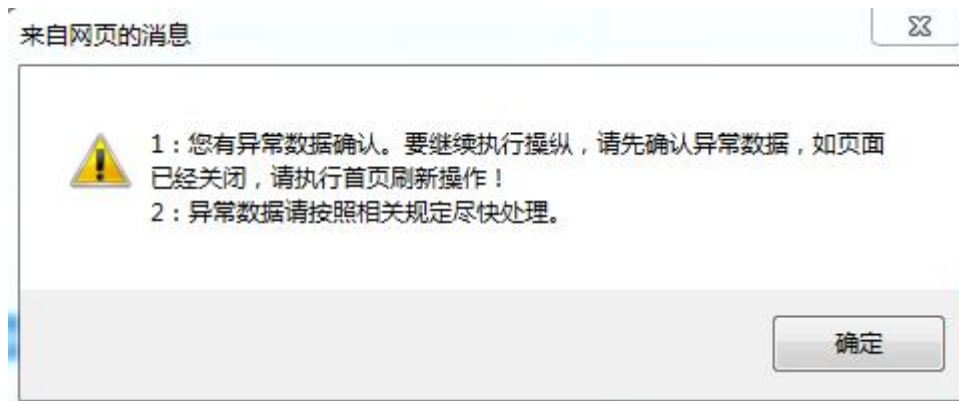 来自网页的消息
1：您有异常数据确认。要继续执行操纵，请先确认异常数据，如页面
已经关闭，请执行首页刷新操作！
2：异常数据请按照相关规定尽快处理。
确定